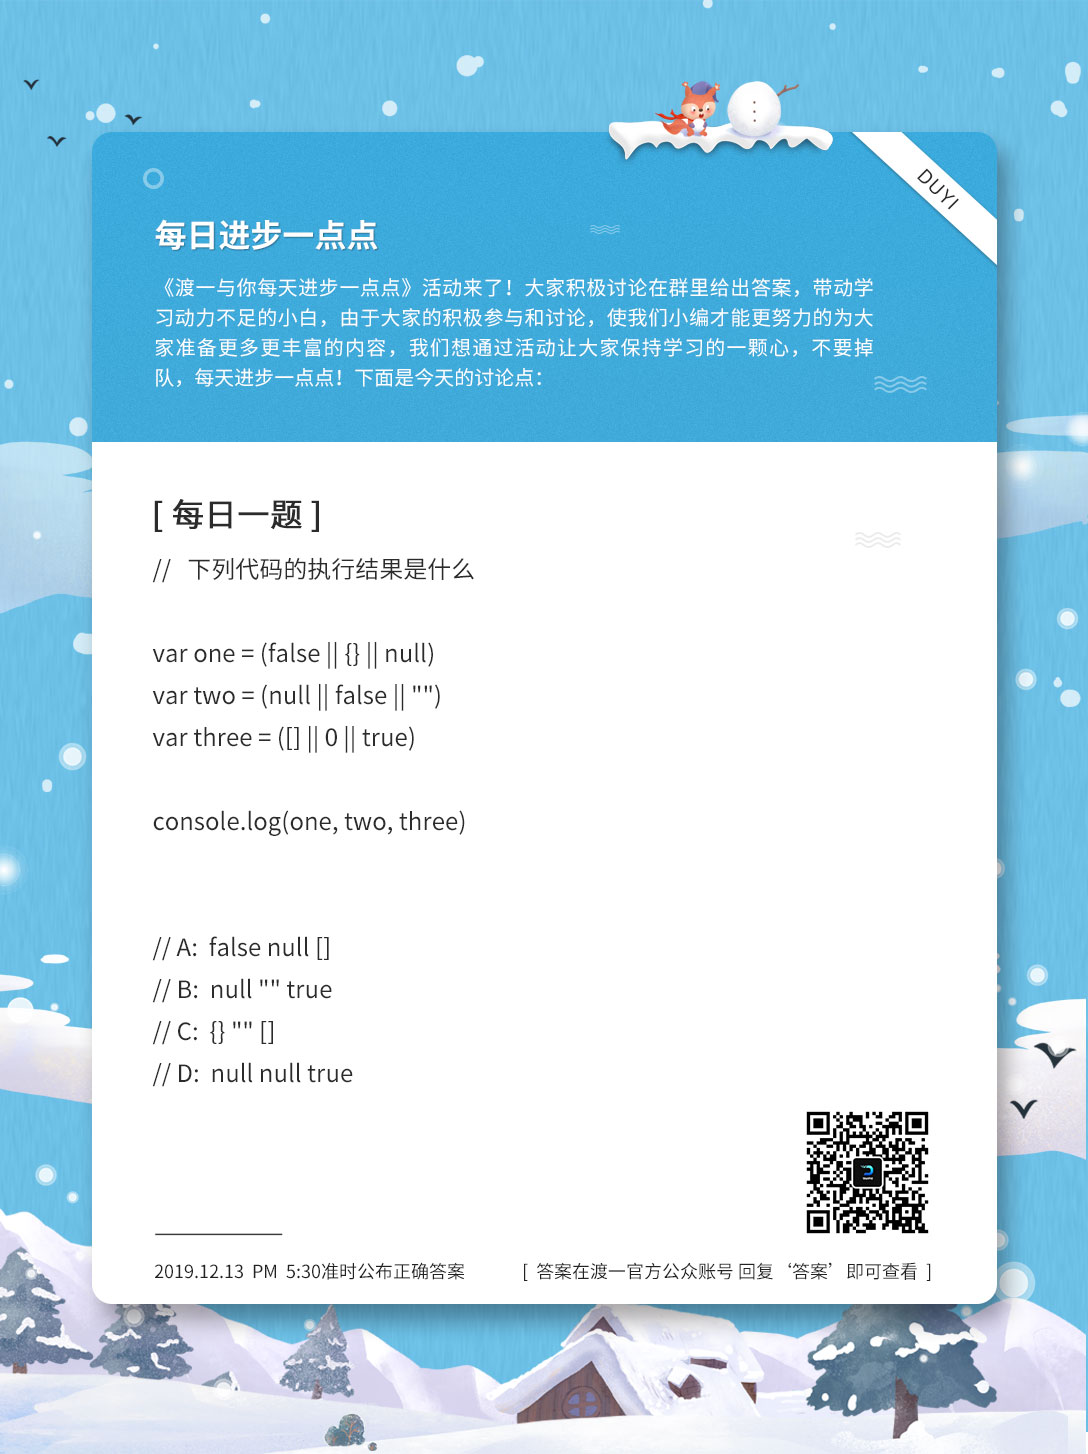 DUYI
每日进步一点点
《渡一与你每天进步一点点》活动来了！大家积极讨论在群里给出答案，带动学
习动力不足的小白，由于大家的积极参与和讨论，使我们小编才能更努力的为大
家准备更多更丰富的内容，我们想通过活动让大家保持学习的一颗心，不要掉
队，每天进步一点点！下面是今天的讨论点：
[ 每日一题 ]
// 下列代码的执行结果是什么
var one = (false || {} || null)
var two = (null || false || "")
var three = ([] || 0 || true)
console.log(one, two, three)
// A: false null []
// B: null "" true
// C: {} "" []
// D: null null true
2019.12.13 PM 5:30准时公布正确答案
[ 答案在渡一官方公众账号 回复‘答案’即可查看 ]